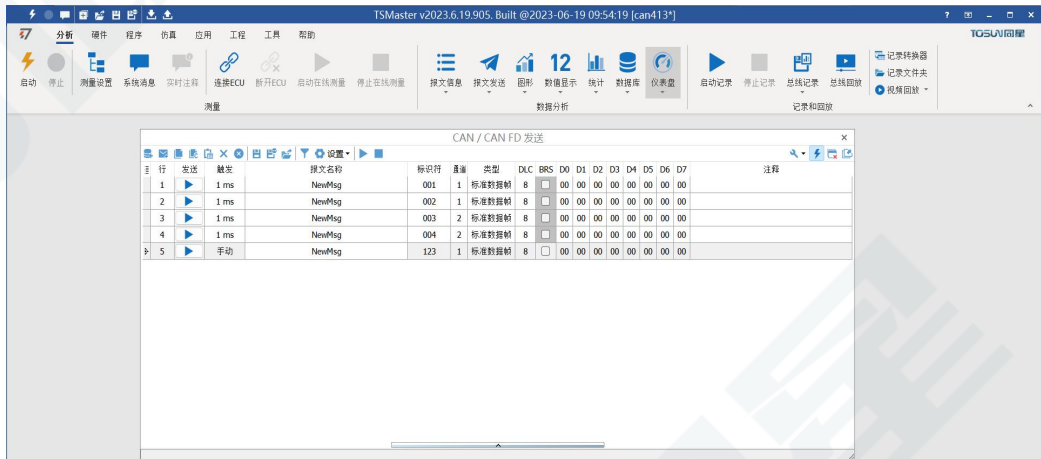 TSMaster v2023.6.19.905. Built @2023-06-19 09:54:19 [can413*]
分析 硬件 程序 仿真 应用 工程 工具 帮助 TOSUN同星
启动 停止 测量设置 系统消息 实时注释 连接ECU 断开ECU 启动在线测量 停止在线测量 报文信息 报文发送 图形 12 数值显示 统计 数据库 仪表盘 启动记录 停止记录 总线记录 总线回放
记录转换器
记录文件夹
视频回放
测量 数据分析 记录和回放
CAN / CAN FD 发送
设置
行 发送 触发 报文名称 标识符 通道 类型 DLC BRS D0 D1 D2 D3 D4 D5 D6 D7 注释
1 1 ms NewMsg 001 1 标准数据帧 8 00 00 00 00 00 00 00 00
2 1 ms NewMsg 002 1 标准数据帧 8 00 00 00 00 00 00 00 00
3 1 ms NewMsg 003 2 标准数据帧 8 00 00 00 00 00 00 00 00
4 1 ms NewMsg 004 2 标准数据帧 8 00 00 00 00 00 00 00 00
5 手动 NewMsg 123 1 标准数据帧 8 00 00 00 00 00 00 00 00